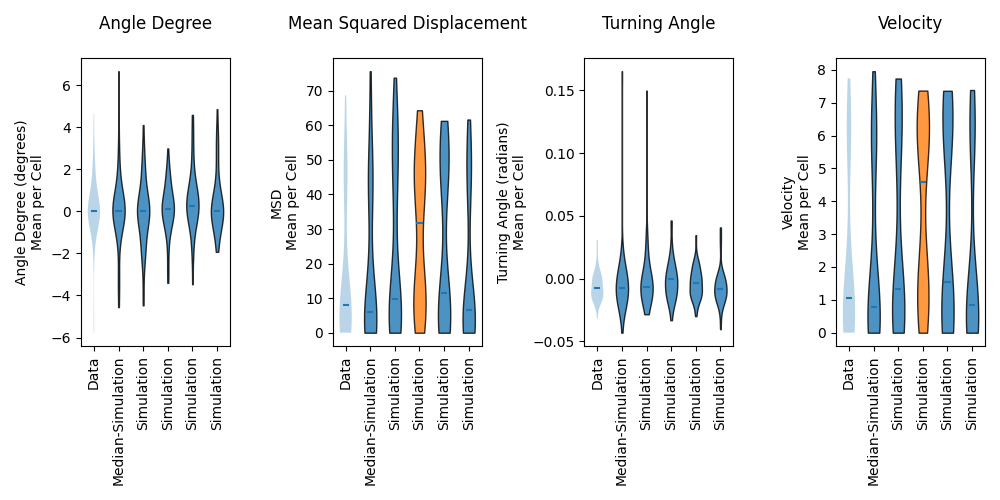 Angle Degree
Angle Degree (degrees)
Mean per Cell
6
4
2
0
−2
−4
−6
Data
Median-Simulation
Simulation
Simulation
Simulation
Simulation
Mean Squared Displacement
MSD
Mean per Cell
70
60
50
40
30
20
10
0
Data
Median-Simulation
Simulation
Simulation
Simulation
Simulation
Turning Angle
Turning Angle (radians)
Mean per Cell
0.15
0.10
0.05
0.00
−0.05
Data
Median-Simulation
Simulation
Simulation
Simulation
Simulation
Velocity
Velocity
Mean per Cell
8
7
6
5
4
3
2
1
0
Data
Median-Simulation
Simulation
Simulation
Simulation
Simulation